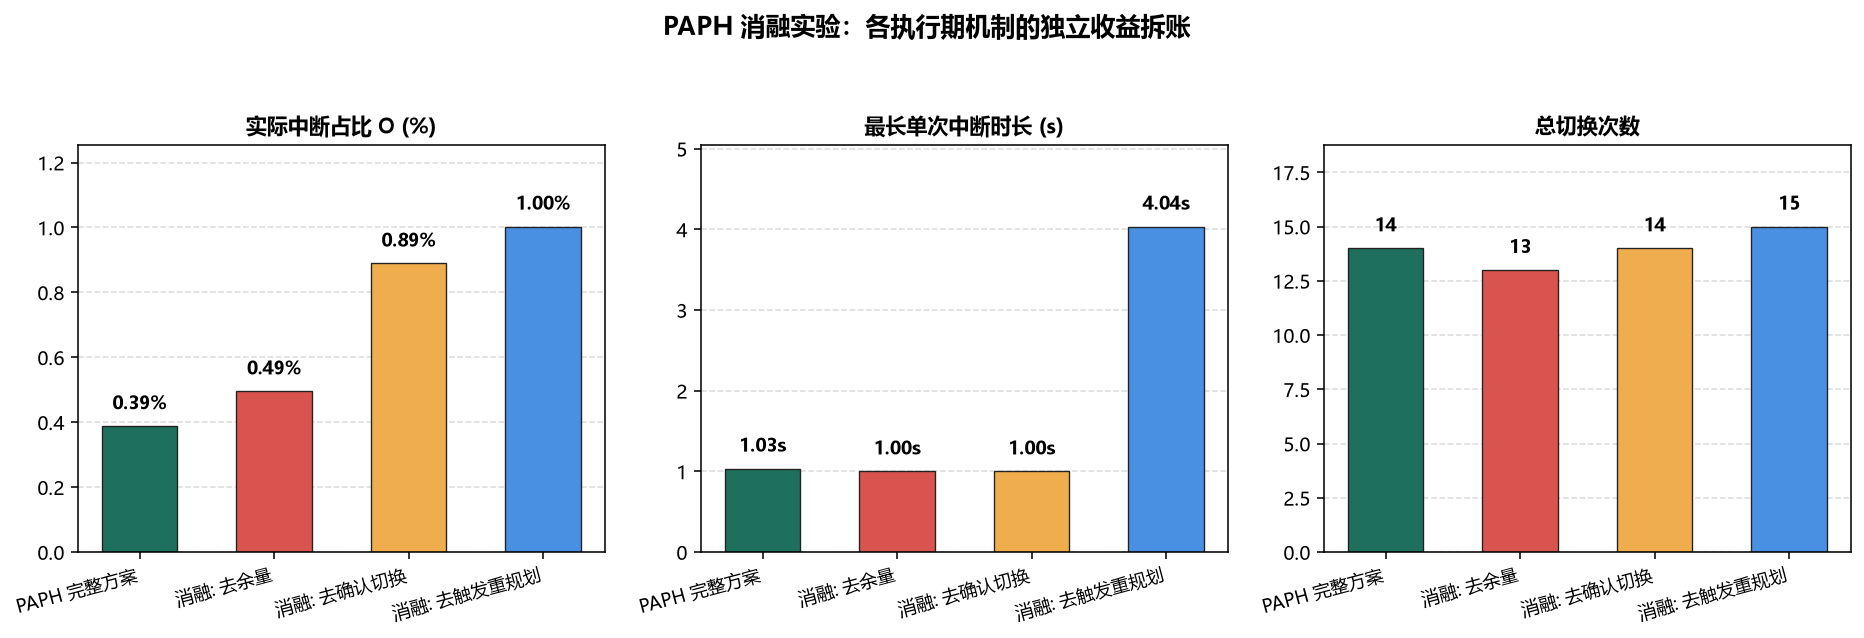 PAPH 消融实验：各执行期机制的独立收益拆账
实际中断占比 O (%)
1.2
1.0
0.8
0.6
0.4
0.2
0.0
0.39%
0.49%
0.89%
1.00%
PAPH 完整方案
消融: 去余量
消融: 去确认切换
消融: 去触发重规划
最长单次中断时长 (s)
5
4
3
2
1
0
1.03s
1.00s
1.00s
4.04s
PAPH 完整方案
消融: 去余量
消融: 去确认切换
消融: 去触发重规划
总切换次数
17.5
15.0
12.5
10.0
7.5
5.0
2.5
0.0
14
13
14
15
PAPH 完整方案
消融: 去余量
消融: 去确认切换
消融: 去触发重规划